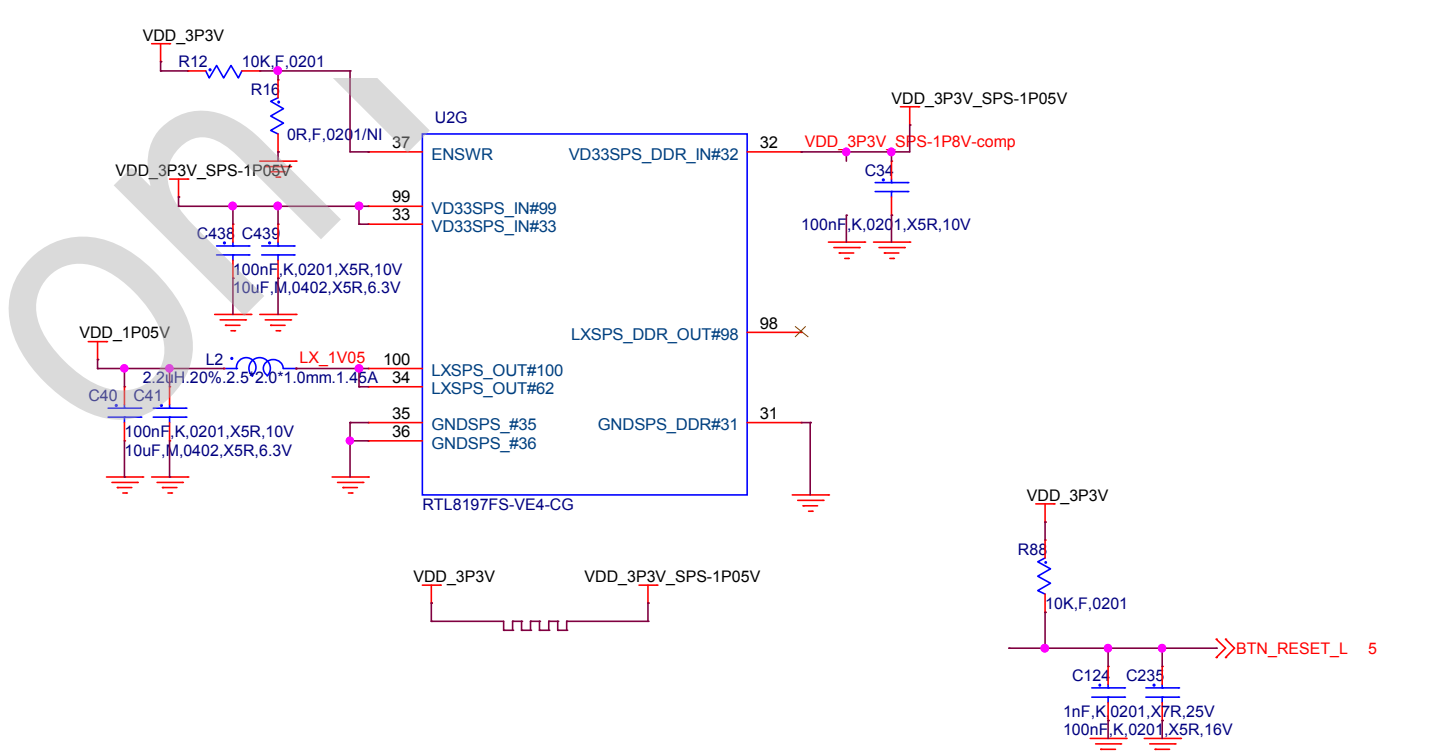 VDD_3P3V
R12 10K,F,0201
R16
0R,F,0201/NI
U2G
VDD_3P3V_SPS-1P05V
37 ENSWR
VD33SPS_DDR_IN#32 32
VDD_3P3V_SPS-1P8V-comp
C34
100nF,K,0201,X5R,10V
VDD_3P3V_SPS-1P05V
99 VD33SPS_IN#99
33 VD33SPS_IN#33
C438 C439
100nF,K,0201,X5R,10V
10uF,M,0402,X5R,6.3V
LXSPS_DDR_OUT#98 98
VDD_1P05V
L2 LX_1V05
2.2uH.20%.2.5*2.0*1.0mm.1.45A
100 LXSPS_OUT#100
34 LXSPS_OUT#62
C40 C41
100nF,K,0201,X5R,10V
10uF,M,0402,X5R,6.3V
35 GNDSPS_#35
36 GNDSPS_#36
GNDSPS_DDR#31 31
RTL8197FS-VE4-CG
VDD_3P3V VDD_3P3V_SPS-1P05V
VDD_3P3V
R88
10K,F,0201
BTN_RESET_L 5
C124 C235
1nF,K,0201,X7R,25V
100nF,K,0201,X5R,16V